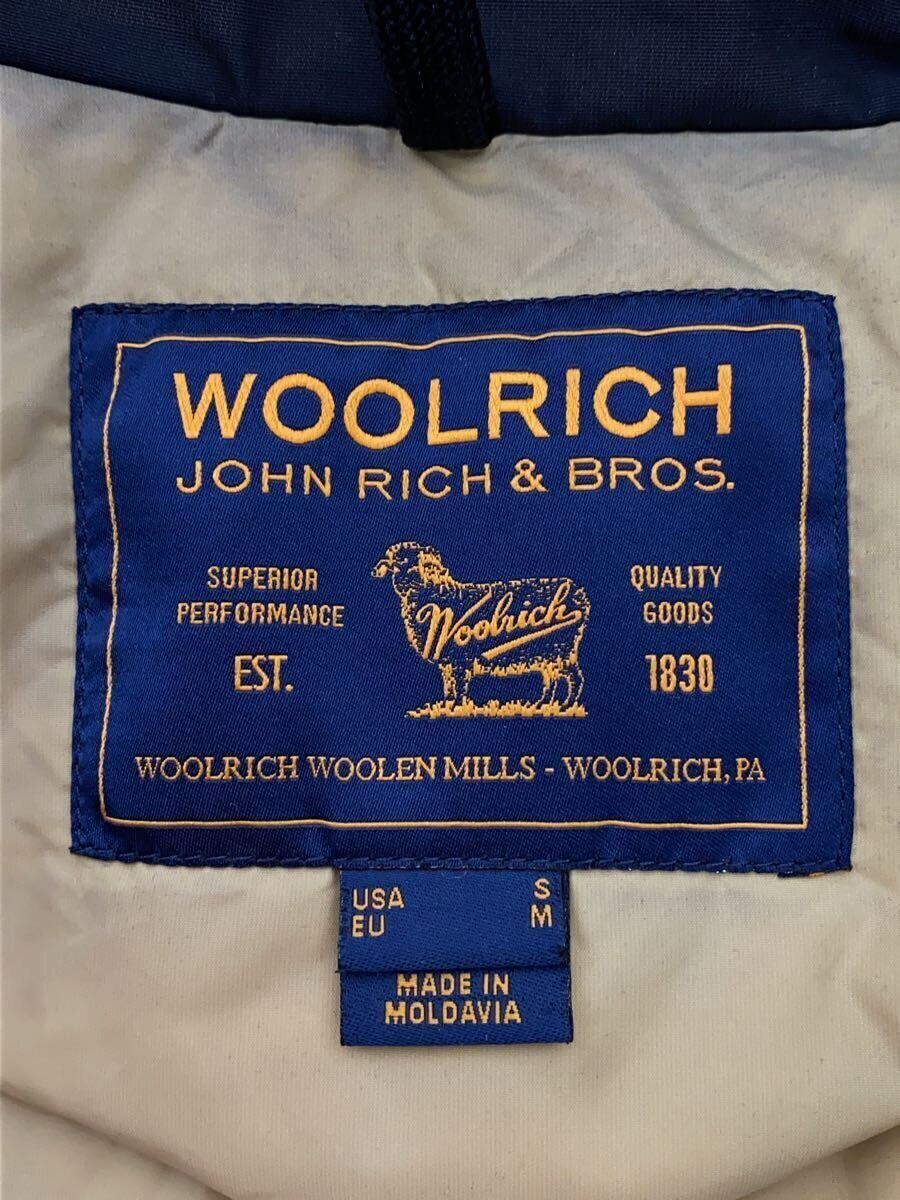 WOOLRICH
JOHN RICH & BROS.
SUPERIOR
PERFORMANCE
EST.
Woolrich
QUALITY
GOODS
1830
WOOLRICH WOOLEN MILLS - WOOLRICH, PA
USA S
EU M
MADE IN
MOLDAVIA